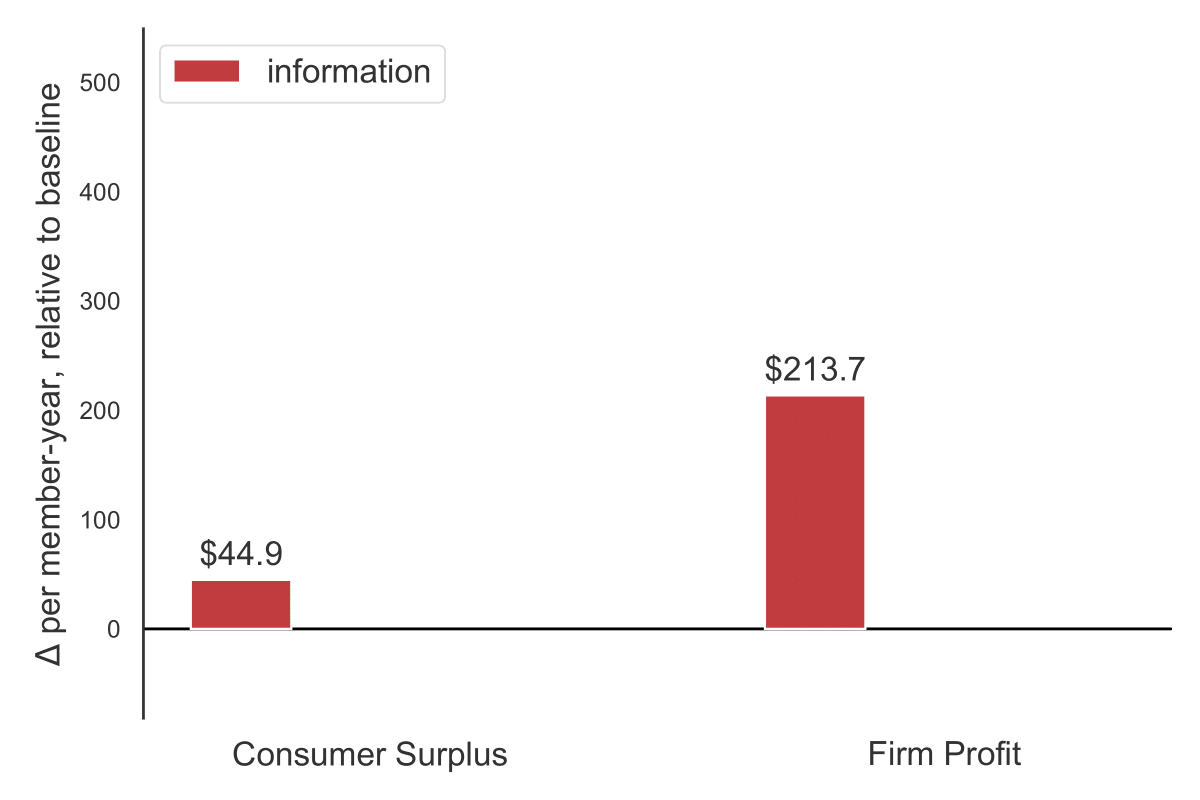 information
500
400
300
200
100
0
Δ per member-year, relative to baseline
$44.9
$213.7
Consumer Surplus
Firm Profit